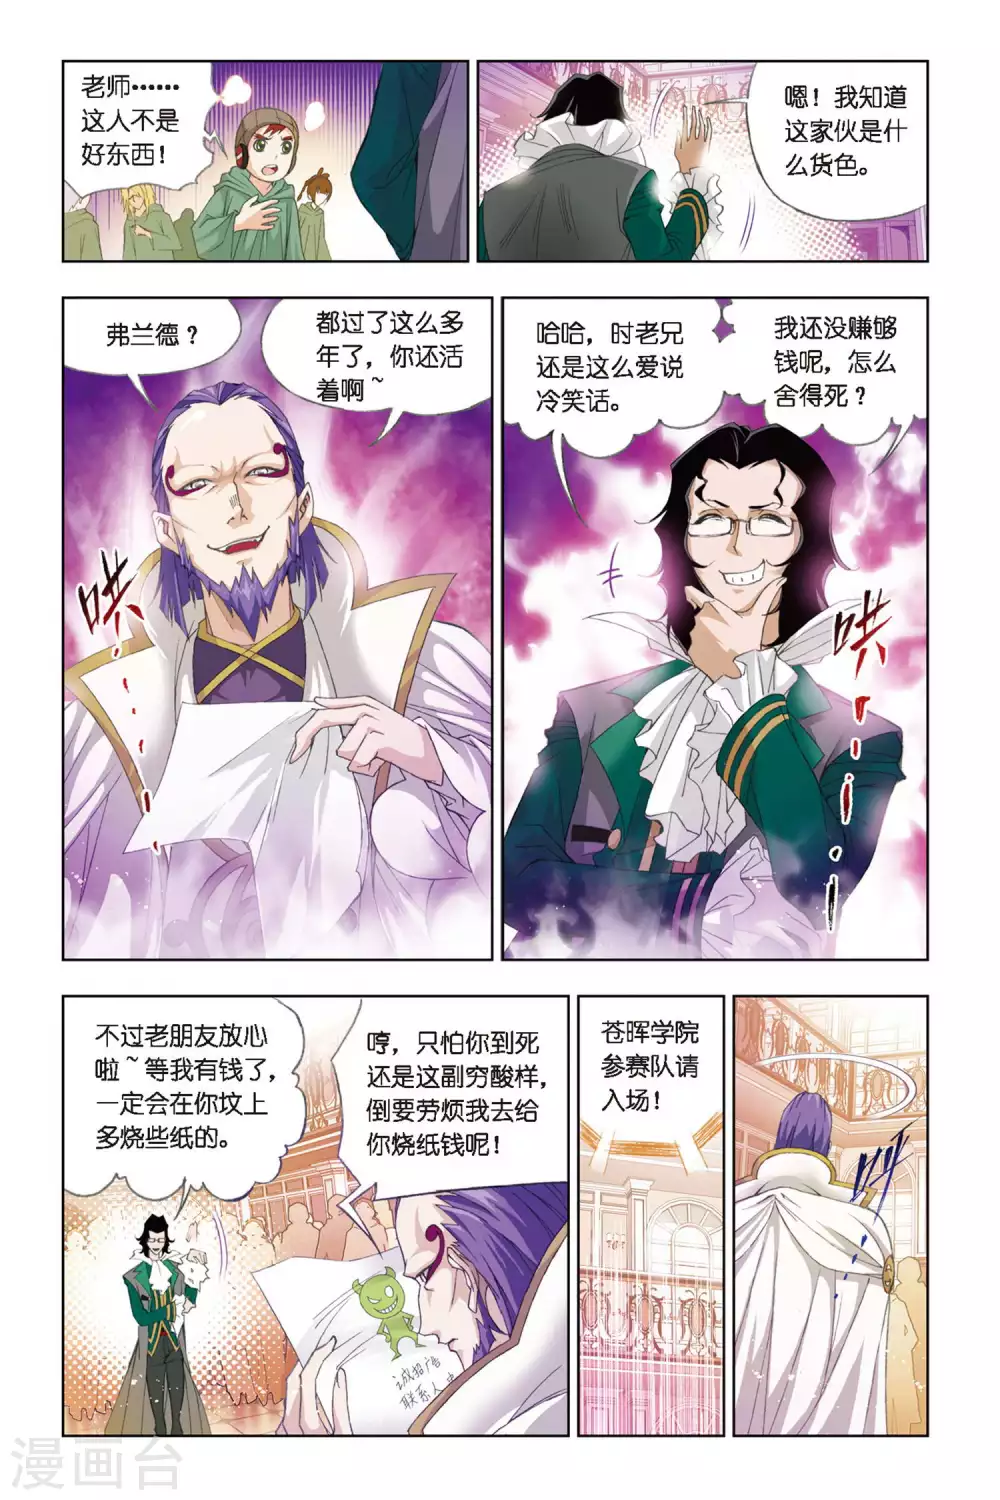 老师……
这人不是
好东西！
嗯！我知道
这家伙是什
么货色。
弗兰德？
都过了这么多
年了，你还活
着啊~
哄
哈哈，时老兄
还是这么爱说
冷笑话。
我还没赚够
钱呢，怎么
舍得死？
哄
不过老朋友放心
啦~等我有钱了，
一定会在你坟上
多烧些纸的。
哼，只怕你到死
还是这副穷酸样，
倒要劳烦我去给
你烧纸钱呢！
诚招广告
联系人
苍晖学院
参赛队请
入场！
漫画台